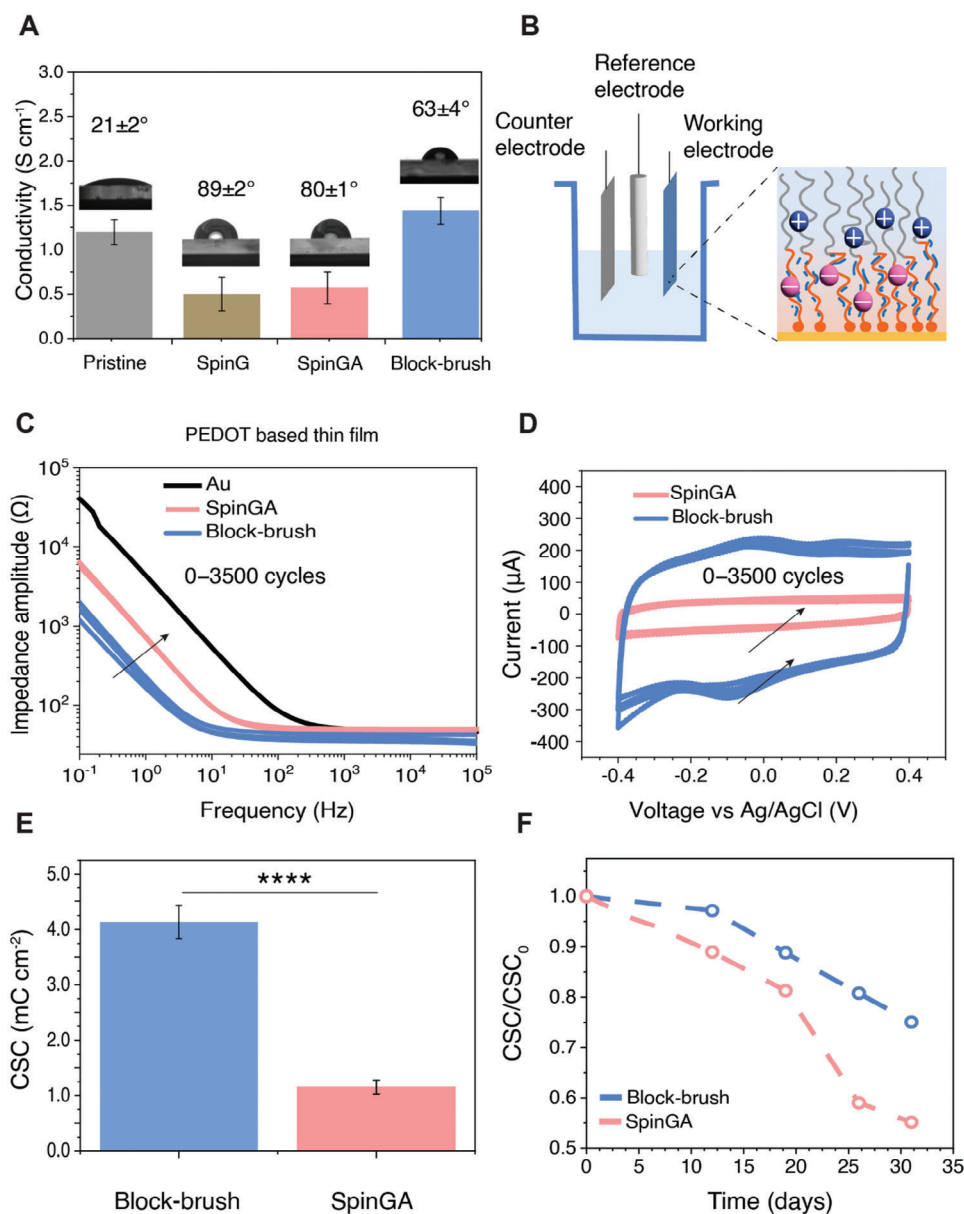 A
Conductivity (S cm⁻¹)
3.0
2.5
2.0
1.5
1.0
0.5
0.0
21±2°
89±2°
80±1°
63±4°
Pristine
SpinG
SpinGA
Block-brush
B
Reference
electrode
Counter
electrode
Working
electrode
+ + + +
− − − −
C
PEDOT based thin film
Impedance amplitude (Ω)
10⁵
10⁴
10³
10²
Au
SpinGA
Block-brush
0–3500 cycles
10⁻¹ 10⁰ 10¹ 10² 10³ 10⁴ 10⁵
Frequency (Hz)
D
Current (μA)
400
300
200
100
0
-100
-200
-300
-400
SpinGA
Block-brush
0–3500 cycles
-0.4 -0.2 0.0 0.2 0.4
Voltage vs Ag/AgCl (V)
E
CSC (mC cm⁻²)
5.0
4.0
3.0
2.0
1.0
0.0
****
Block-brush
SpinGA
F
CSC/CSC₀
1.0
0.9
0.8
0.7
0.6
0.5
Block-brush
SpinGA
0 5 10 15 20 25 30 35
Time (days)